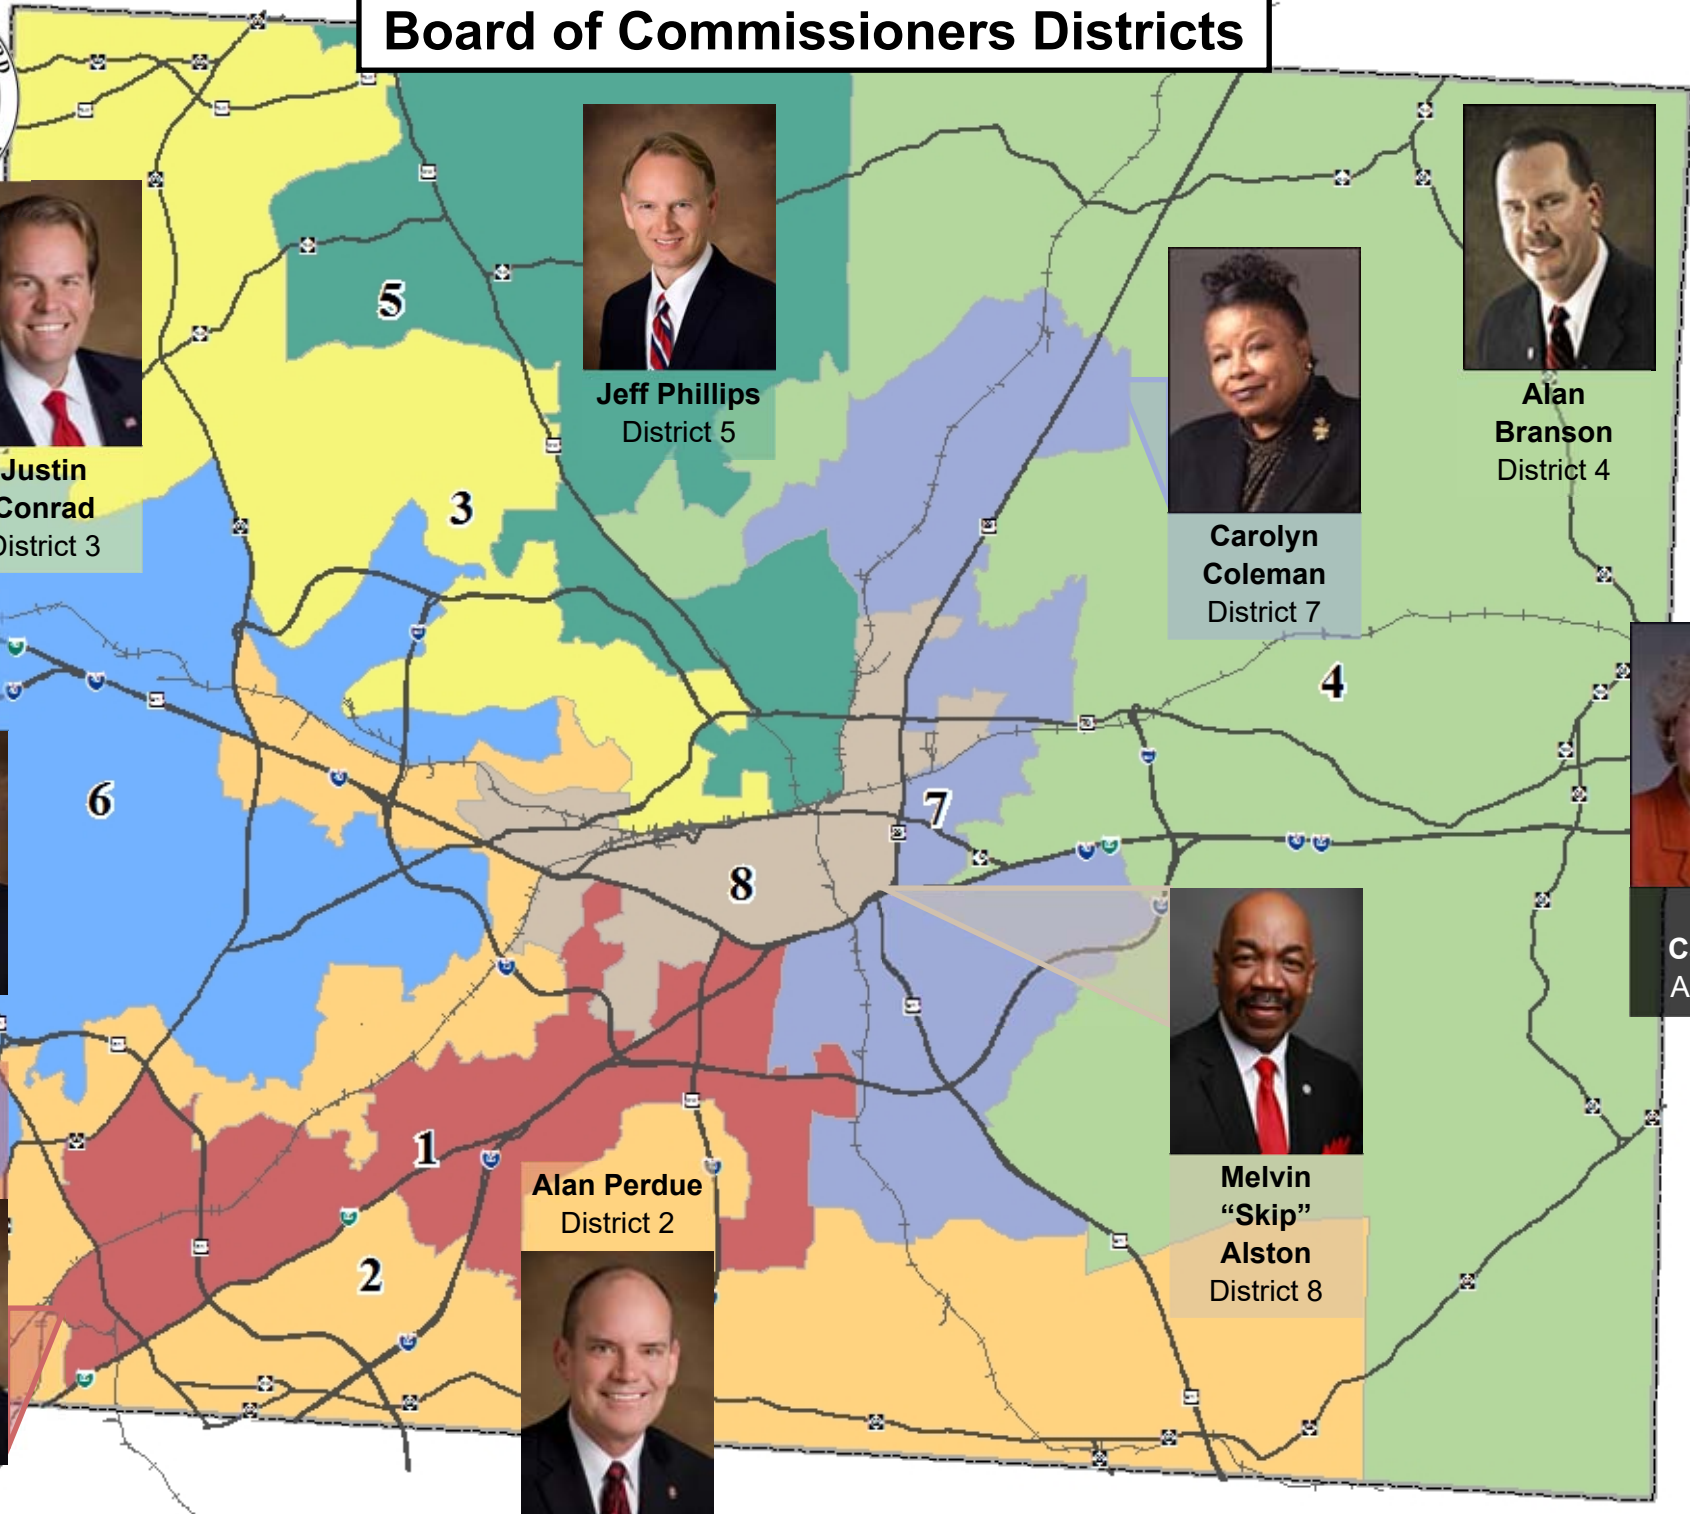 Board of Commissioners Districts
5
Jeff Phillips
District 5
Alan
Branson
District 4
Justin
Conrad
District 3
3
Carolyn
Coleman
District 7
4
6
7
8
1
Alan Perdue
District 2
Melvin
“Skip”
Alston
District 8
2
C
A